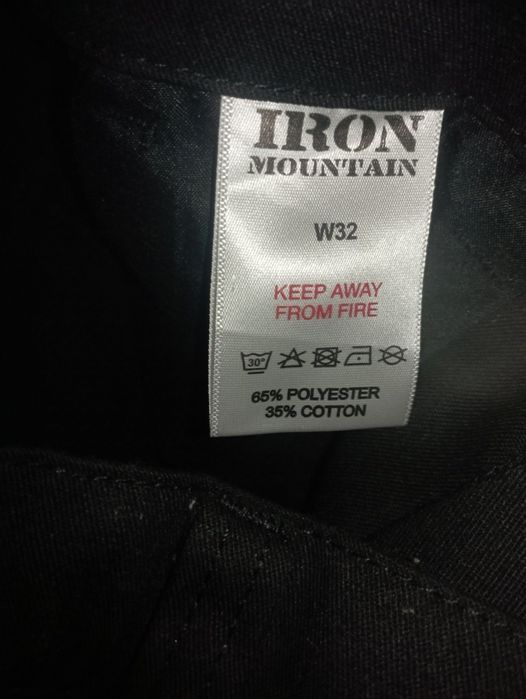 IRON
MOUNTAIN
W32
KEEP AWAY
FROM FIRE
30°
65% POLYESTER
35% COTTON